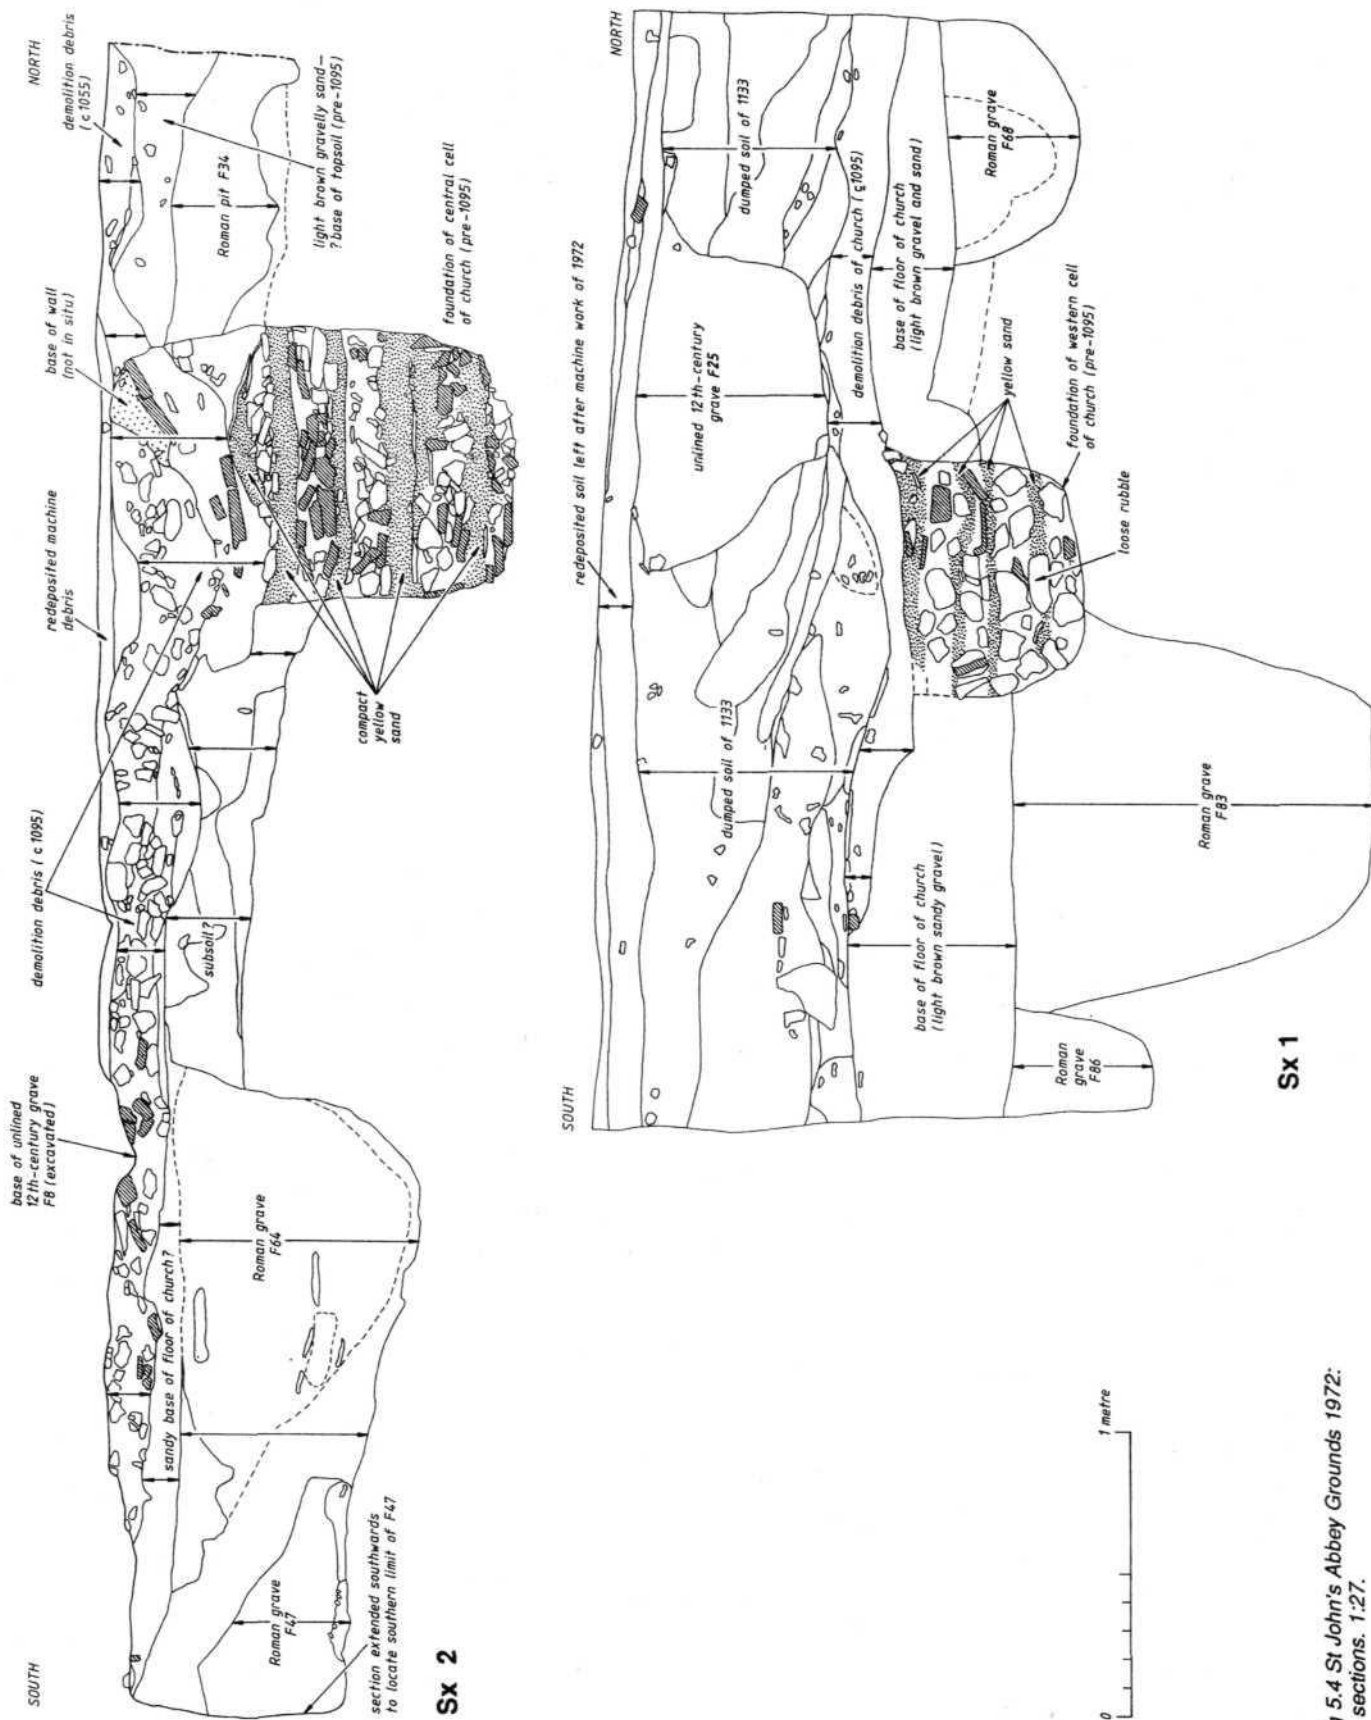 SOUTH
base of unlined
12th-century grave
F8 (excavated)
demolition debris (c 1095)
redeposited machine
debris
base of wall
(not in situ)
demolition debris
(c 1055)
NORTH
sandy base of floor of church?
Roman grave
F64
Roman grave
F47
section extended southwards
to locate southern limit of F47
subsoil?
compact
yellow
sand
Roman pit F34
light brown gravelly sand-
?base of topsoil (pre-1095)
foundation of central cell
of church (pre-1095)
Sx 2
SOUTH
redeposited soil left after machine work of 1972
NORTH
dumped soil of 1133
unlined 12th-century
grave F25
dumped soil of 1133
demolition debris of church (c1095)
base of floor of church
(light brown sandy gravel)
base of floor of church
(light brown gravel and sand)
Roman
grave
F86
Roman grave
F83
Roman grave
F68
yellow sand
foundation of western cell
of church (pre-1095)
loose rubble
Sx 1
0
1 metre
5.4 St John's Abbey Grounds 1972:
sections. 1:27.